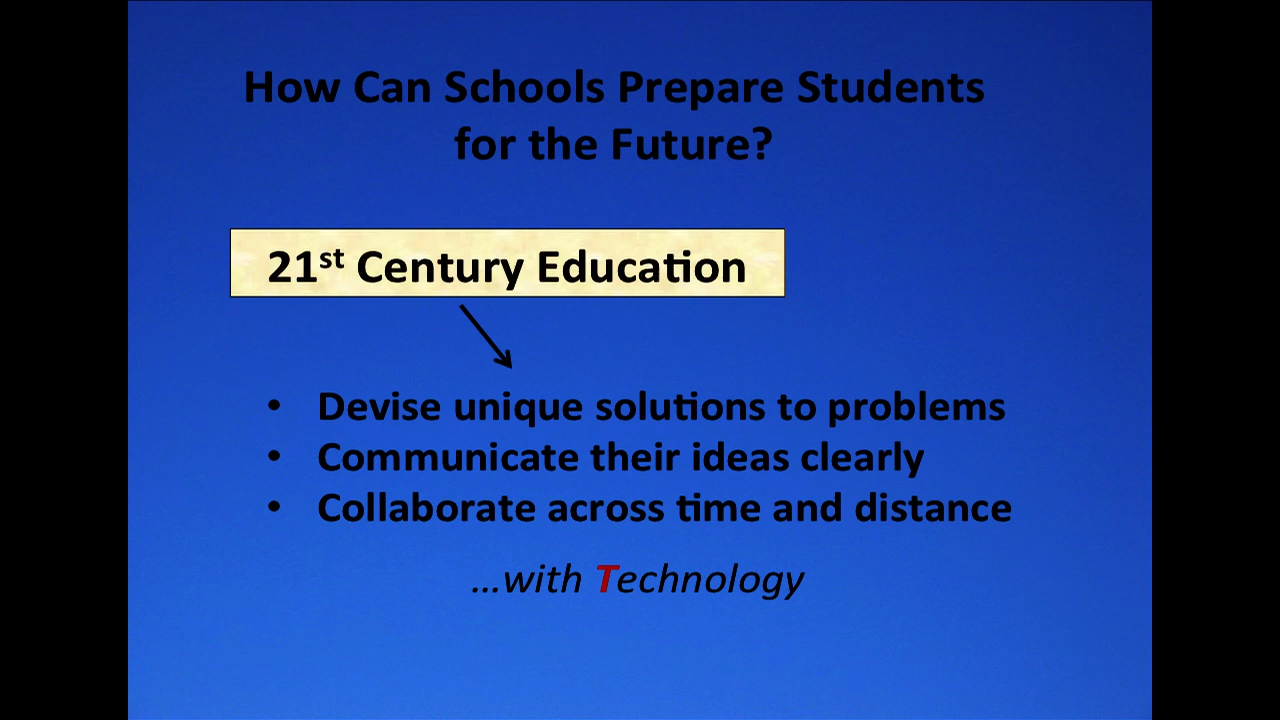 How Can Schools Prepare Students
for the Future?
21st Century Education
• Devise unique solutions to problems
• Communicate their ideas clearly
• Collaborate across time and distance
...with Technology